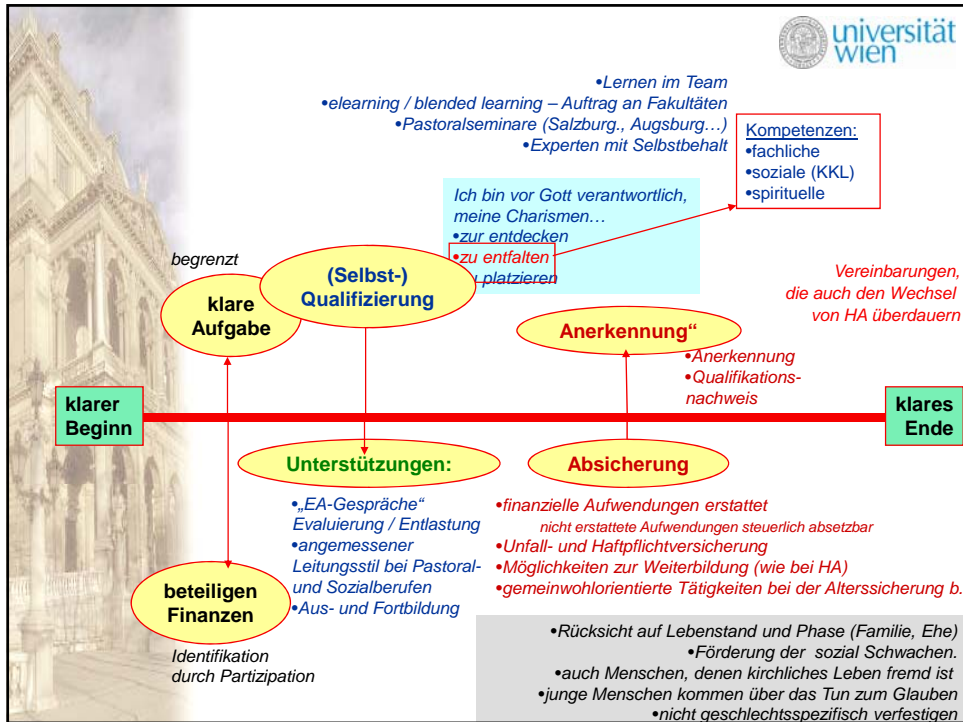 universität
wien
•Lernen im Team
•elearning / blended learning – Auftrag an Fakultäten
•Pastoralseminare (Salzburg., Augsburg…)
•Experten mit Selbstbehalt
Kompetenzen:
•fachliche
•soziale (KKL)
•spirituelle
Ich bin vor Gott verantwortlich,
meine Charismen…
•zur entdecken
•zu entfalten
platzieren
begrenzt
klare
Aufgabe
(Selbst-)
Qualifizierung
Vereinbarungen,
die auch den Wechsel
von HA überdauern
Anerkennung“
•Anerkennung
•Qualifikations-
nachweis
klarer
Beginn
klares
Ende
Unterstützungen:
Absicherung
•„EA-Gespräche“
Evaluierung / Entlastung
•angemessener
Leitungsstil bei Pastoral-
und Sozialberufen
•Aus- und Fortbildung
•finanzielle Aufwendungen erstattet
nicht erstattete Aufwendungen steuerlich absetzbar
•Unfall- und Haftpflichtversicherung
•Möglichkeiten zur Weiterbildung (wie bei HA)
•gemeinwohlorientierte Tätigkeiten bei der Alterssicherung b.
beteiligen
Finanzen
Identifikation
durch Partizipation
•Rücksicht auf Lebenstand und Phase (Familie, Ehe)
•Förderung der sozial Schwachen.
•auch Menschen, denen kirchliches Leben fremd ist
•junge Menschen kommen über das Tun zum Glauben
•nicht geschlechtsspezifisch verfestigen